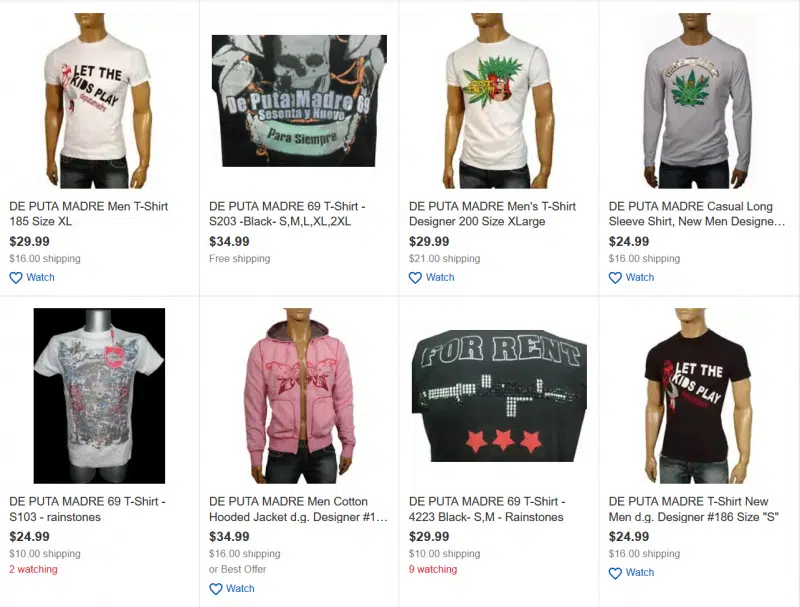 LET THE
KIDS PLAY
deputamadre
De Puta Madre 69
Sesenta y Nueve
Para Siempre
DE PUTA MADRE Men T-Shirt
185 Size XL
$29.99
$16.00 shipping
Watch
DE PUTA MADRE 69 T-Shirt -
S203 -Black- S,M,L,XL,2XL
$34.99
Free shipping
DE PUTA MADRE Men's T-Shirt
Designer 200 Size XLarge
$29.99
$21.00 shipping
Watch
DE PUTA MADRE Casual Long
Sleeve Shirt, New Men Designe…
$24.99
$16.00 shipping
Watch
FOR RENT
LET THE
KIDS PLAY
DE PUTA MADRE 69 T-Shirt -
S103 - rainstones
$24.99
$10.00 shipping
2 watching
DE PUTA MADRE Men Cotton
Hooded Jacket d.g. Designer #1…
$34.99
$16.00 shipping
or Best Offer
Watch
DE PUTA MADRE 69 T-Shirt -
4223 Black- S,M - Rainstones
$29.99
$10.00 shipping
9 watching
DE PUTA MADRE T-Shirt New
Men d.g. Designer #186 Size "S"
$24.99
$16.00 shipping
Watch